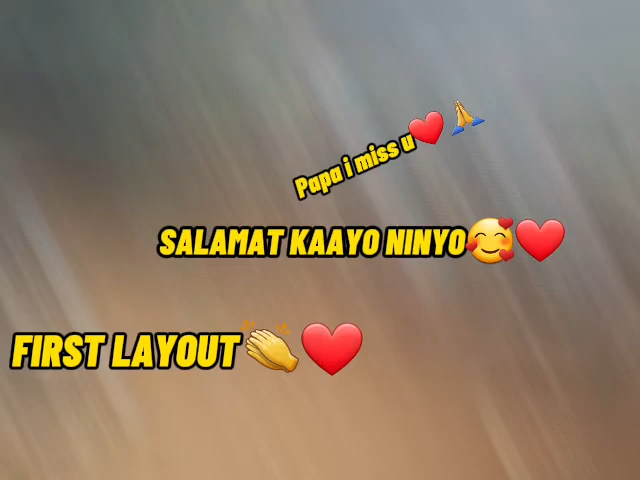 Papa i miss u❤️🙏
SALAMAT KAAYO NINYO🥰❤️
FIRST LAYOUT👏❤️